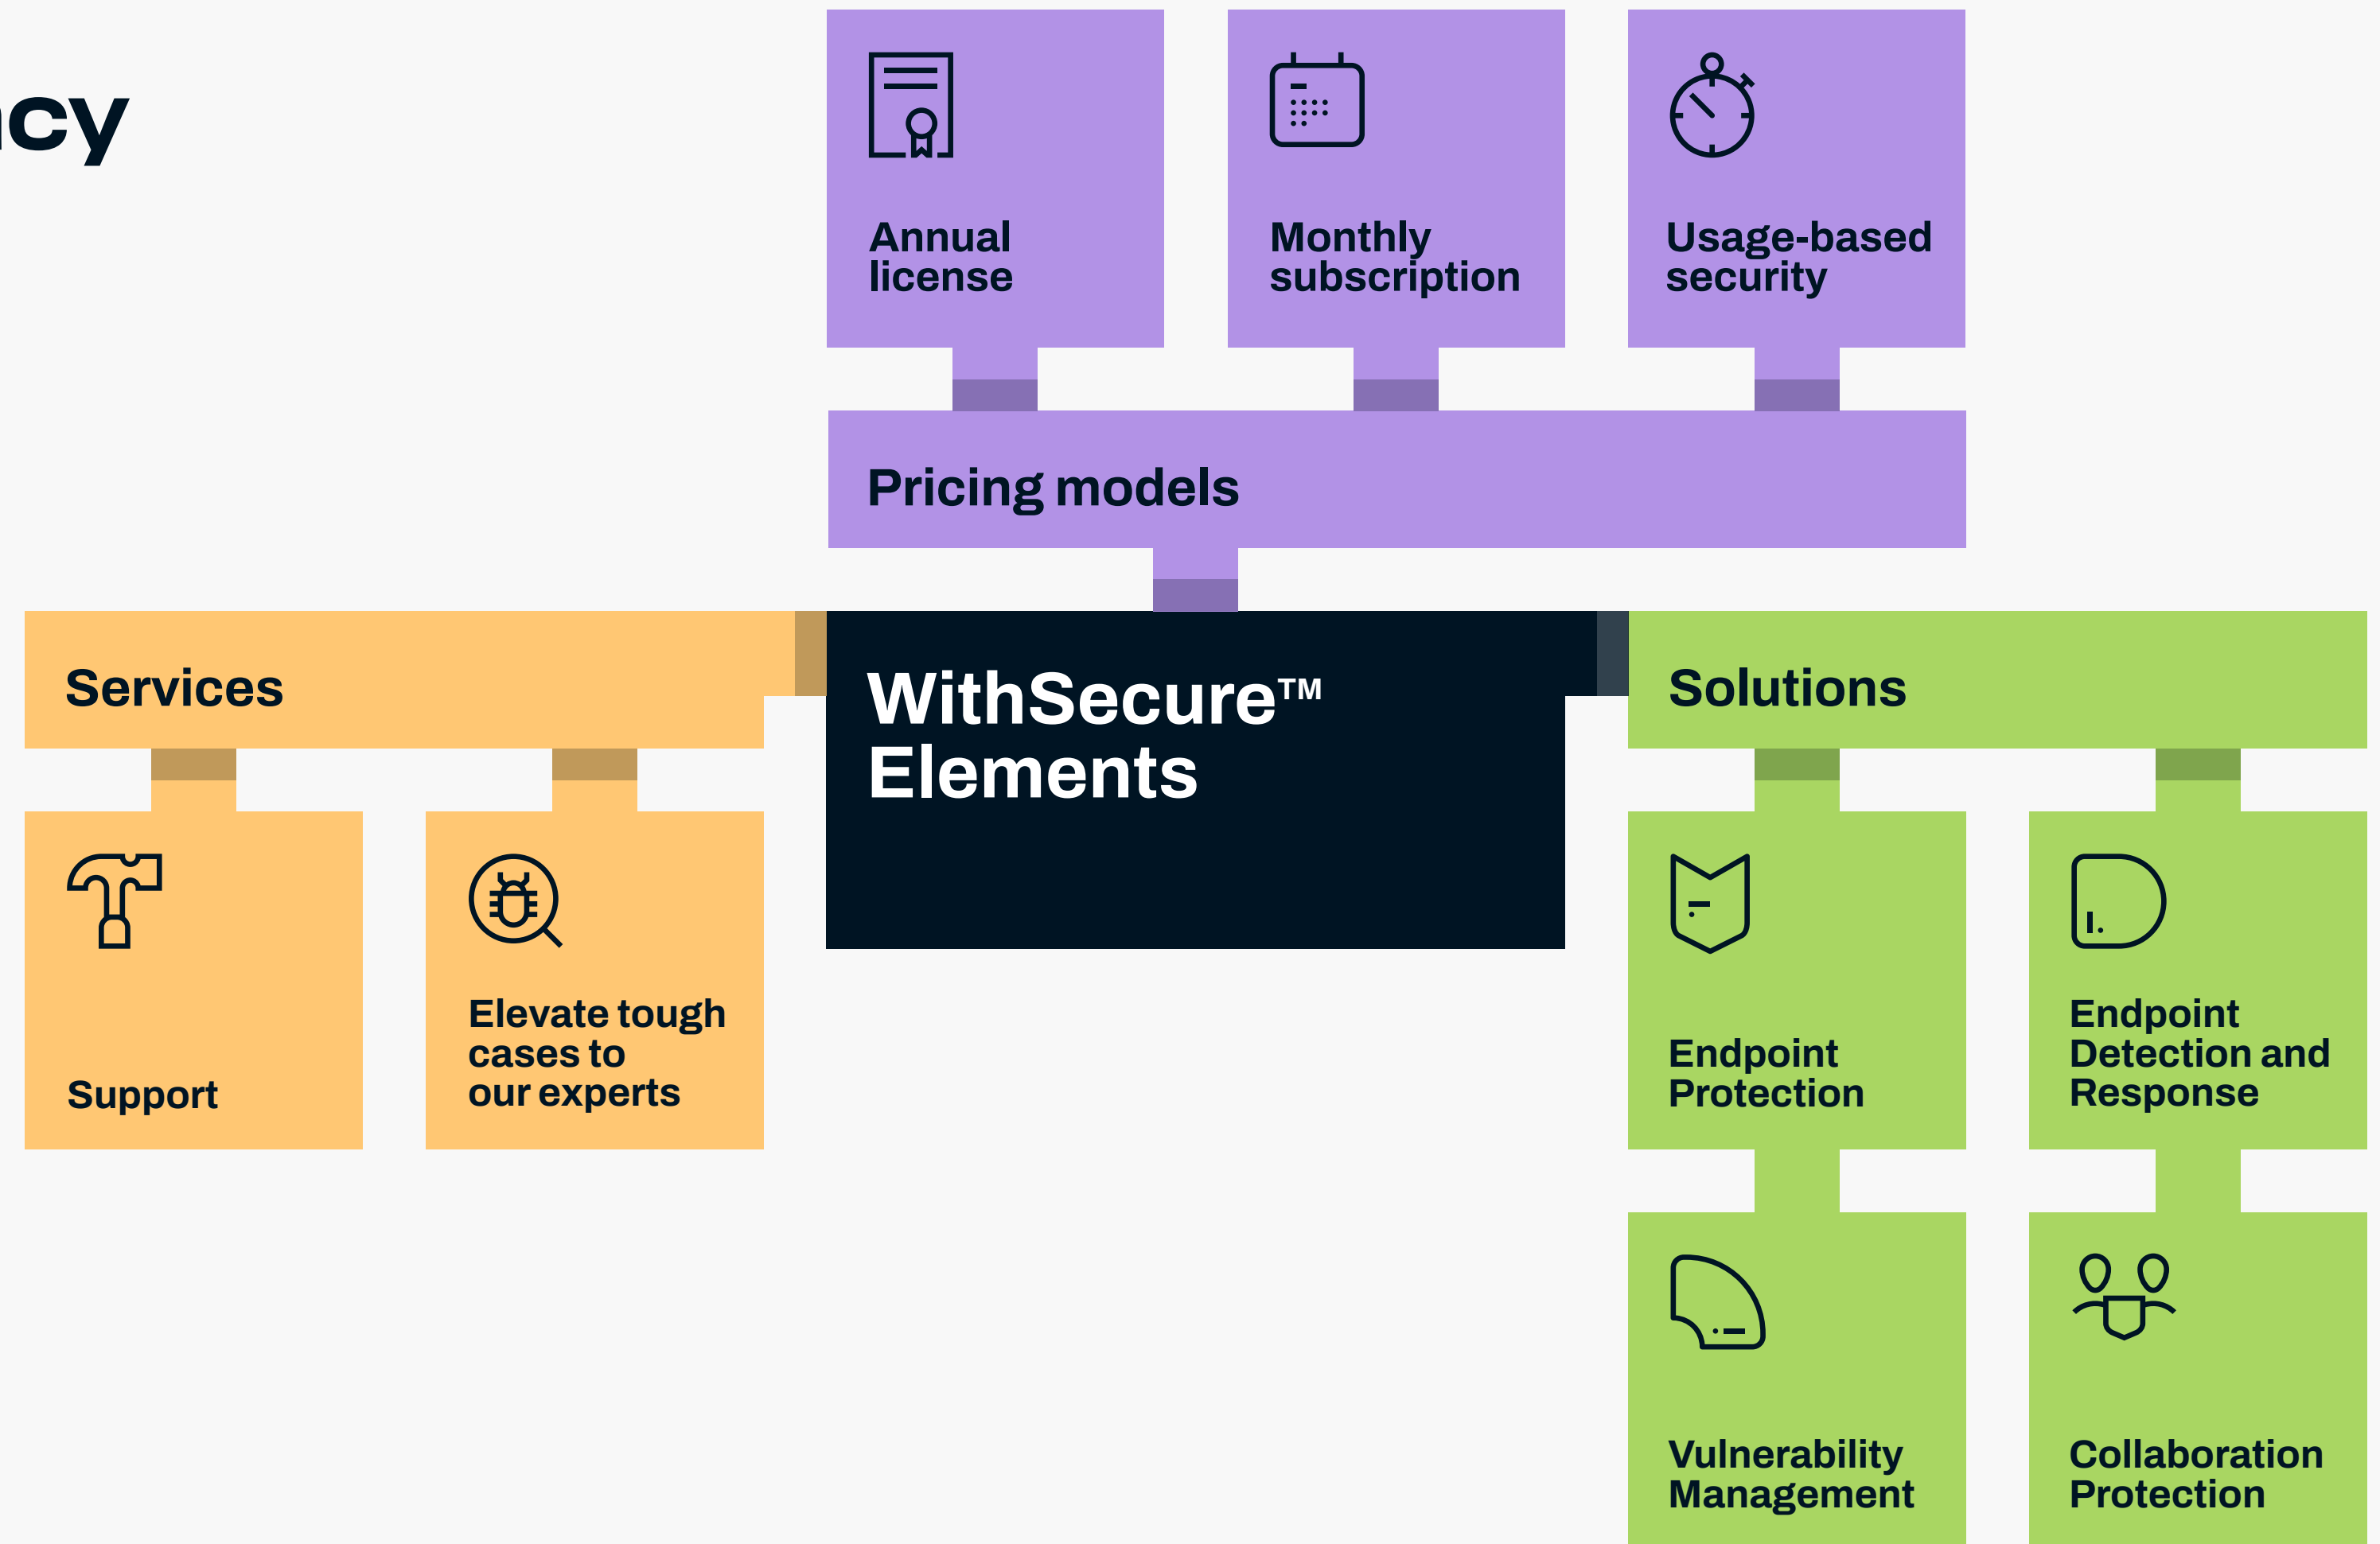 Annual
license
Monthly
subscription
Usage-based
security
Pricing models
Services
WithSecure™
Elements
Solutions
Support
Elevate tough
cases to
our experts
Endpoint
Protection
Endpoint
Detection and
Response
Vulnerability
Management
Collaboration
Protection